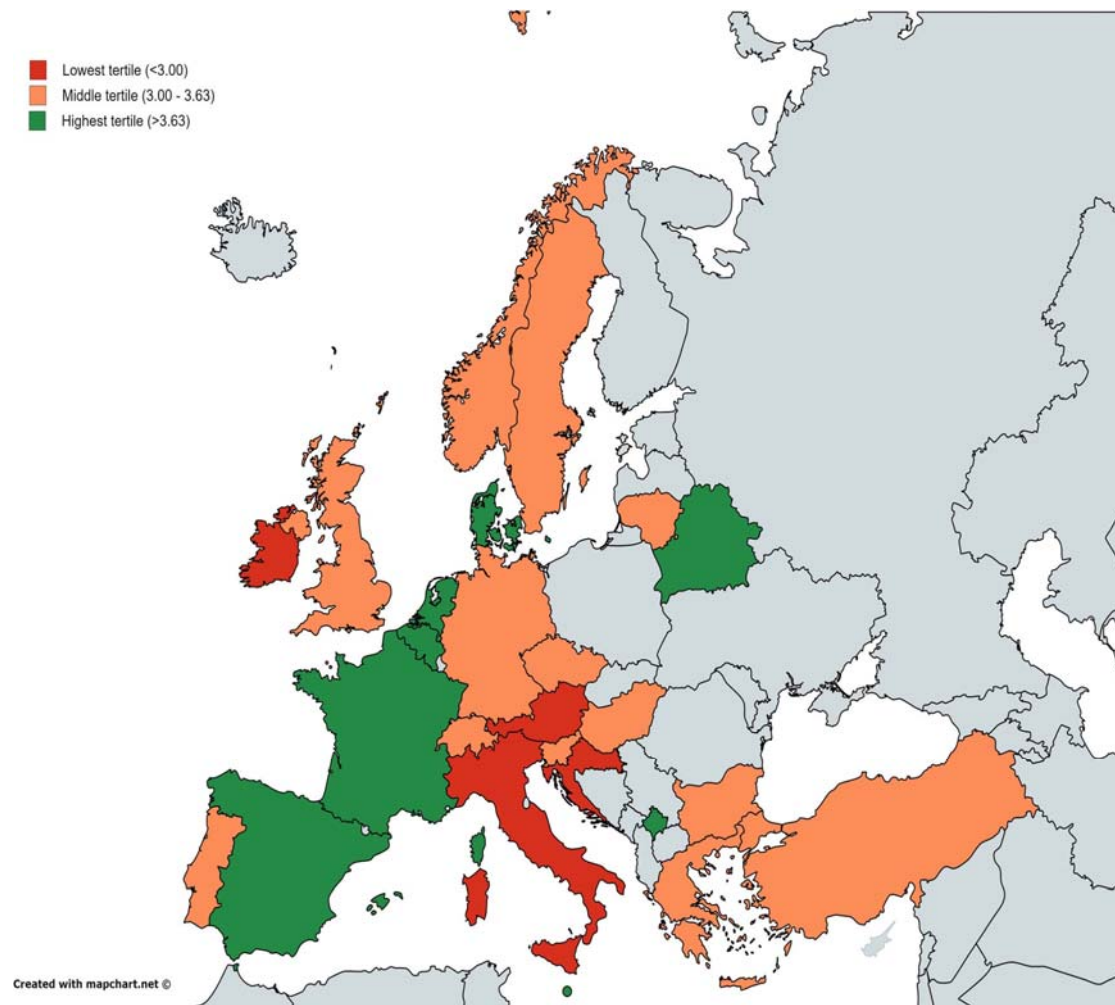 Lowest tertile (<3.00)
Middle tertile (3.00 - 3.63)
Highest tertile (>3.63)
Created with mapchart.net ©